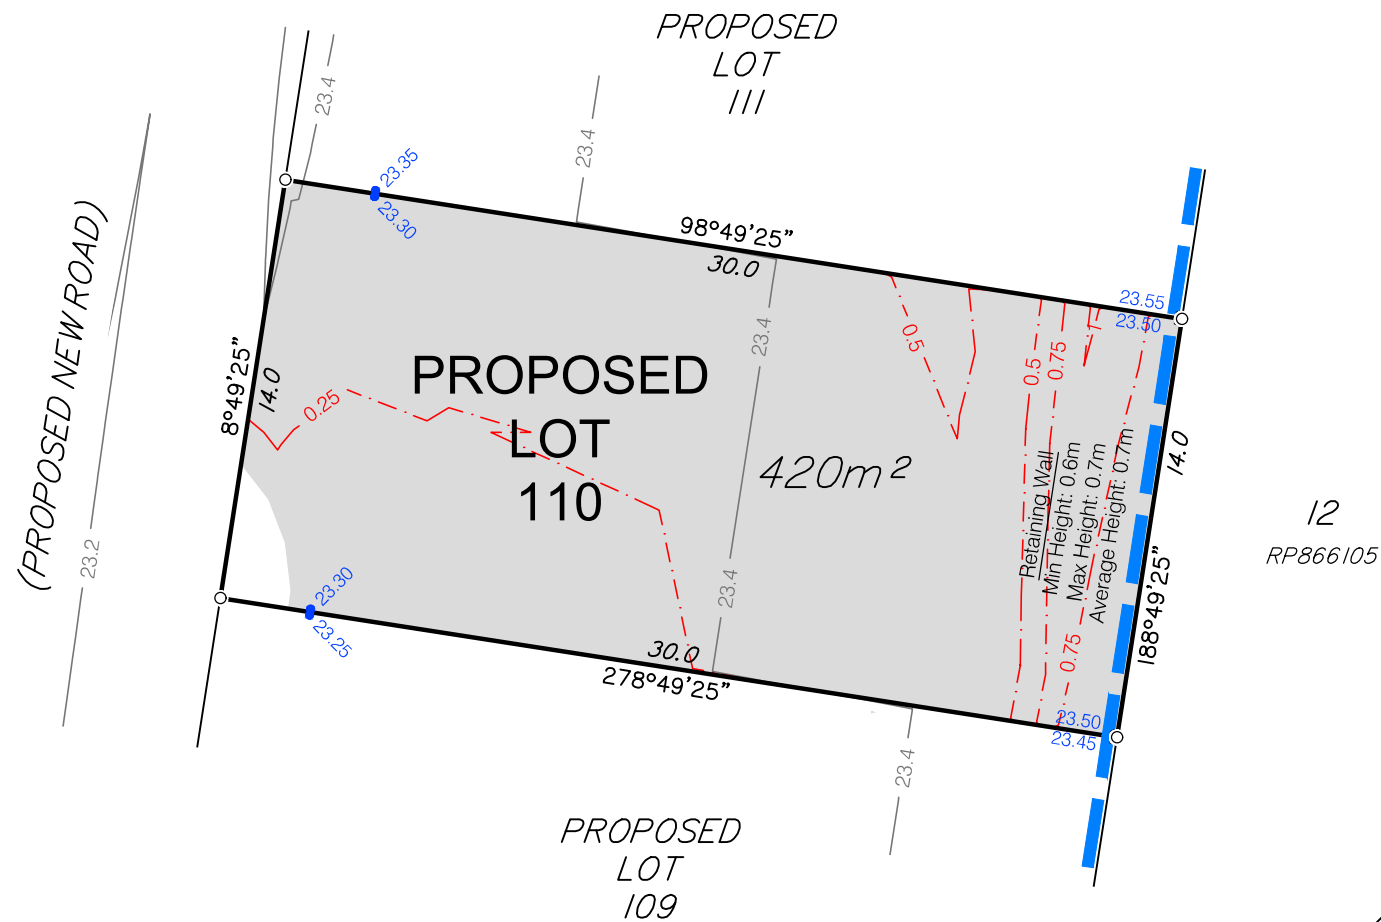 PROPOSED
LOT
111
23.4
23.4
23.35
23.30
98°49'25"
30.0
23.55
23.50
(PROPOSED NEW ROAD)
23.2
8°49'25"
14.0
0.25
PROPOSED
LOT
110
23.4
420m²
23.4
0.5
0.5
0.75
1
Retaining Wall
Min Height: 0.6m
Max Height: 0.7m
Average Height: 0.7m
0.75
14.0
188°49'25"
12
RP866105
23.30
23.25
30.0
278°49'25"
23.50
23.45
23.4
PROPOSED
LOT
109